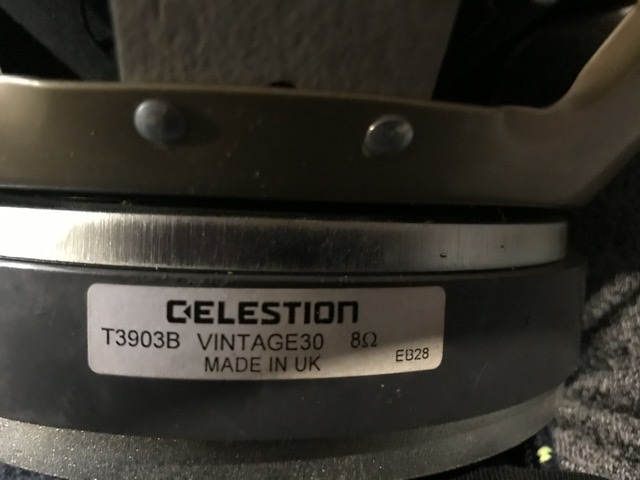 CELESTION
T3903B VINTAGE30 8Ω
MADE IN UK EB28